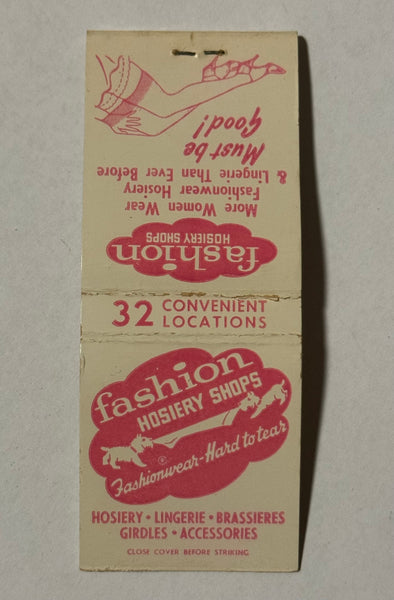 Must be
Good!
More Women Wear
Fashionwear Hosiery
& Lingerie Than Ever Before
fashion
HOSIERY SHOPS
32 CONVENIENT
LOCATIONS
fashion
HOSIERY SHOPS
®
Fashionwear-Hard to tear
HOSIERY • LINGERIE • BRASSIERES
GIRDLES • ACCESSORIES
CLOSE COVER BEFORE STRIKING